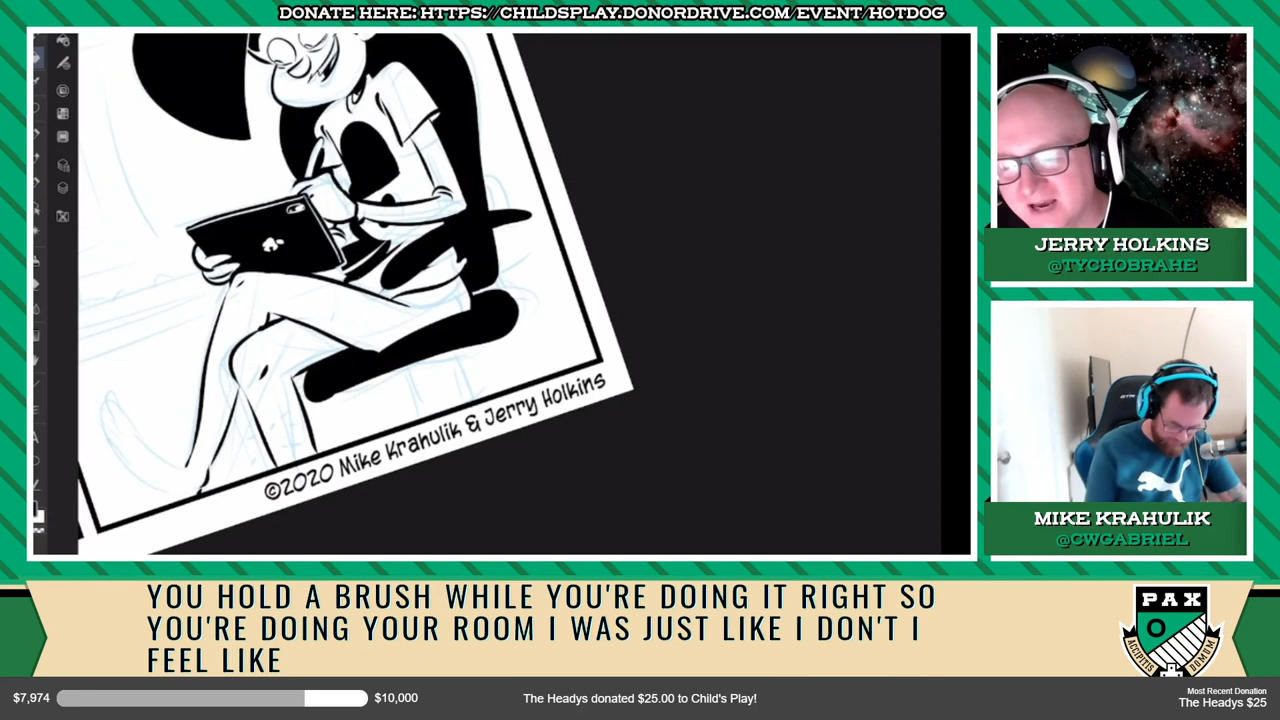 DONATE HERE: HTTPS://CHILDSPLAY.DONORDRIVE.COM/EVENT/HOTDOG
©2020 Mike Krahulik & Jerry Holkins
JERRY HOLKINS
@TYCHOBRAHE
MIKE KRAHULIK
@CWGABRIEL
YOU HOLD A BRUSH WHILE YOU'RE DOING IT RIGHT SO
YOU'RE DOING YOUR ROOM I WAS JUST LIKE I DON'T I
FEEL LIKE
PAX
ACCIPITIS DOMUM
$7,974
$10,000
The Headys donated $25.00 to Child's Play!
Most Recent Donation
The Headys $25